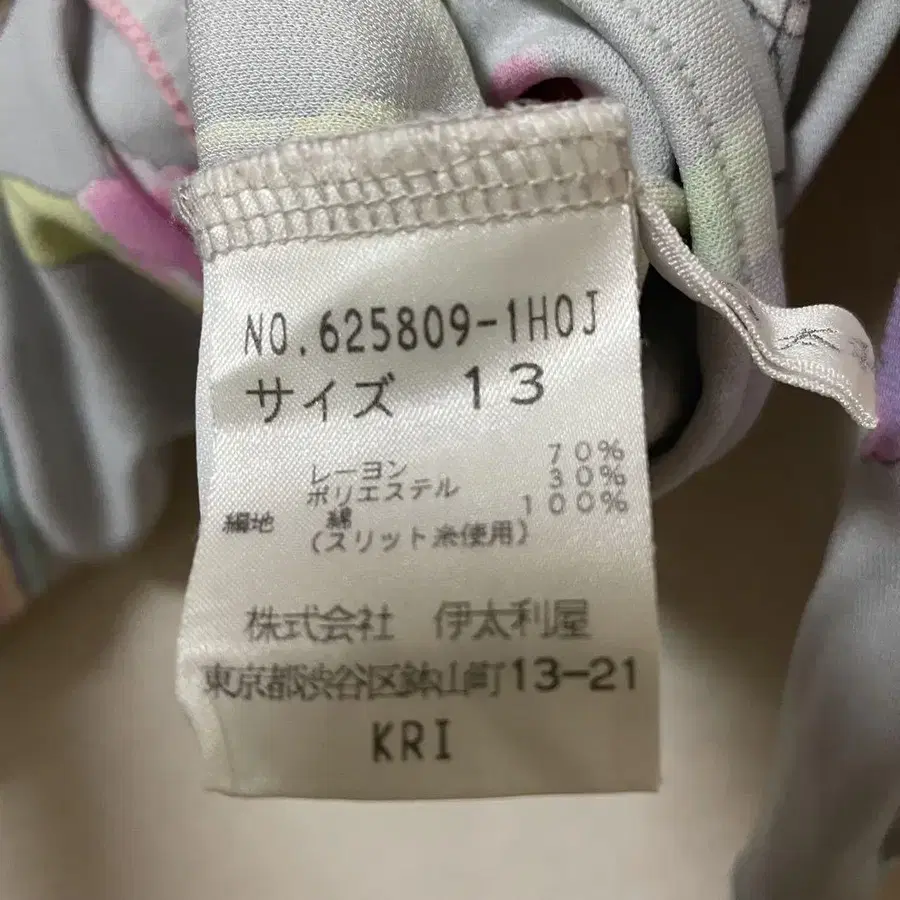 NO.625809-1H0J
サイズ 13
レーヨン 70%
ポリエステル 30%
編地 綿 100%
(スリット糸使用)
株式会社 伊太利屋
東京都渋谷区鉢山町13-21
KRI